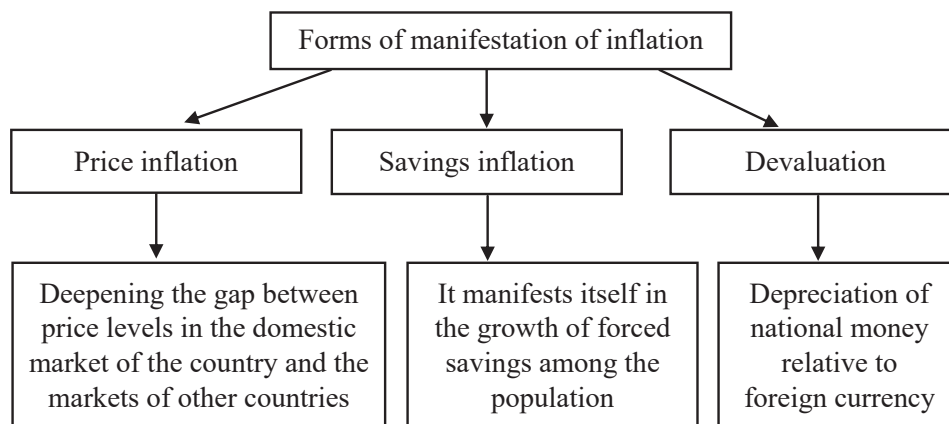 Forms of manifestation of inflation
Price inflation
Savings inflation
Devaluation
Deepening the gap between
price levels in the domestic
market of the country and the
markets of other countries
It manifests itself in
the growth of forced
savings among the
population
Depreciation of
national money
relative to
foreign currency